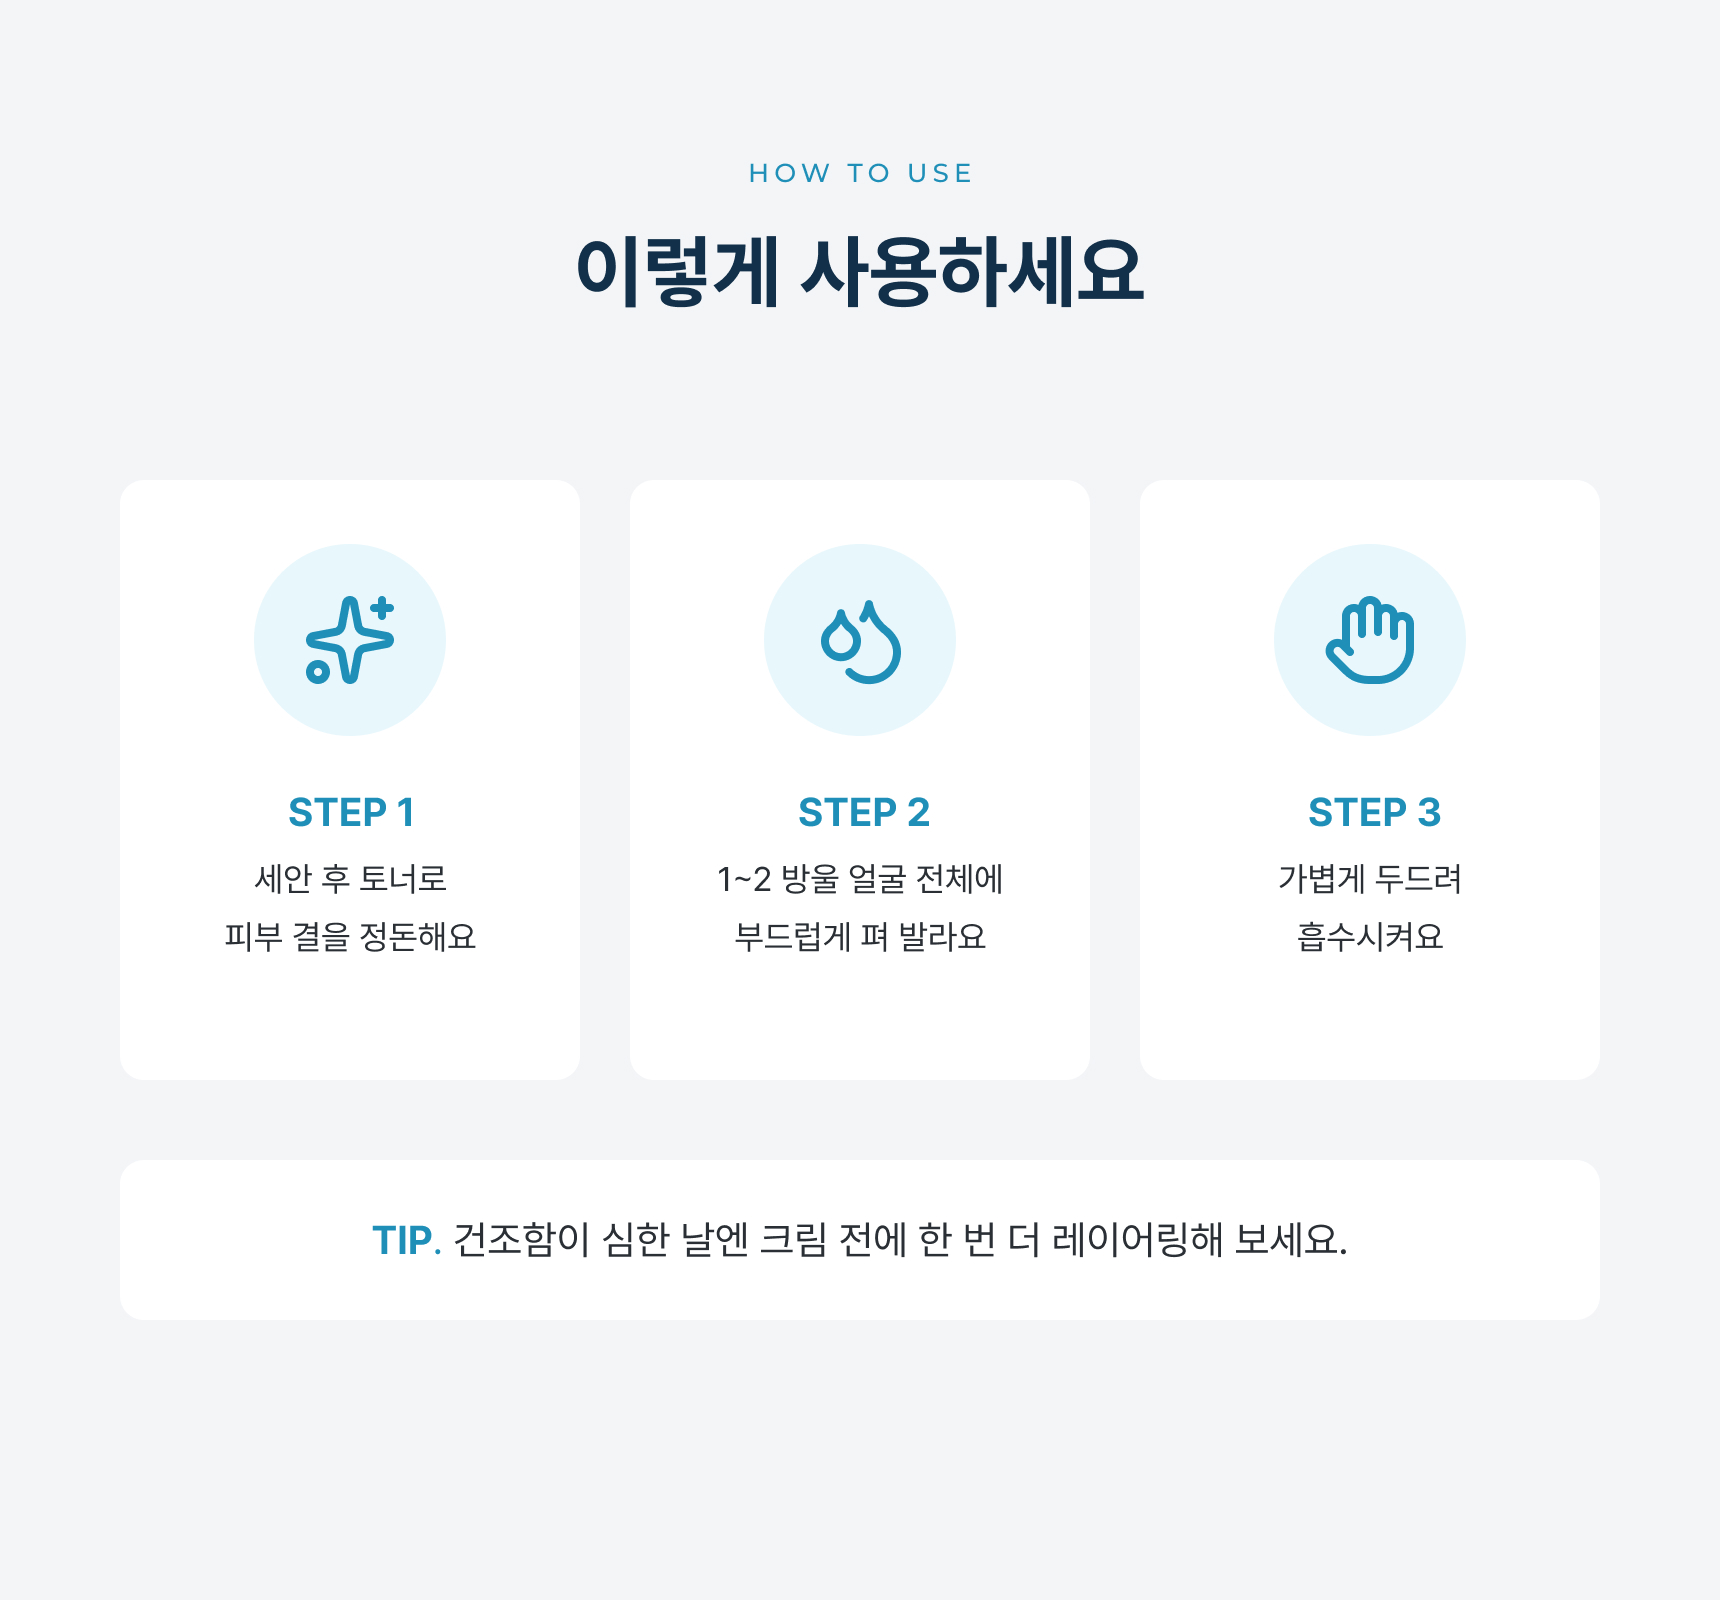 HOW TO USE
이렇게 사용하세요
STEP 1
세안 후 토너로
피부 결을 정돈해요
STEP 2
1~2 방울 얼굴 전체에
부드럽게 펴 발라요
STEP 3
가볍게 두드려
흡수시켜요
TIP. 건조함이 심한 날엔 크림 전에 한 번 더 레이어링해 보세요.